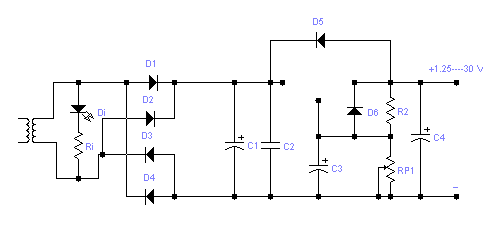 D5
D1
+1.25----30 V
D2
Di
D6
R2
D3
C4
Ri
C1
C2
C3
RP1
D4
+
+
+
−